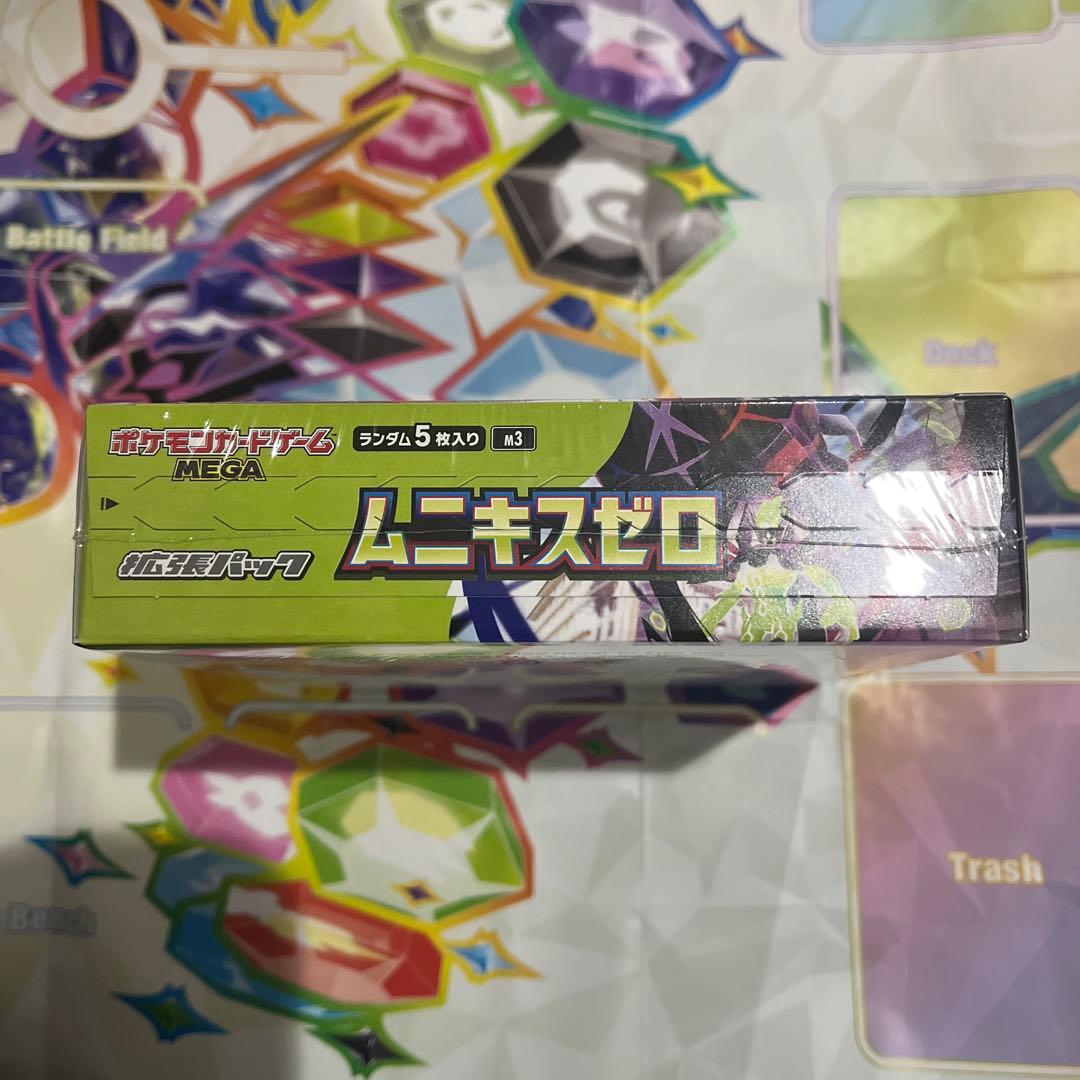 Battle Field
Deck
ポケモンカードゲーム
MEGA
ランダム5枚入り
M3
ムニキスゼロ
拡張パック
Trash
Bench